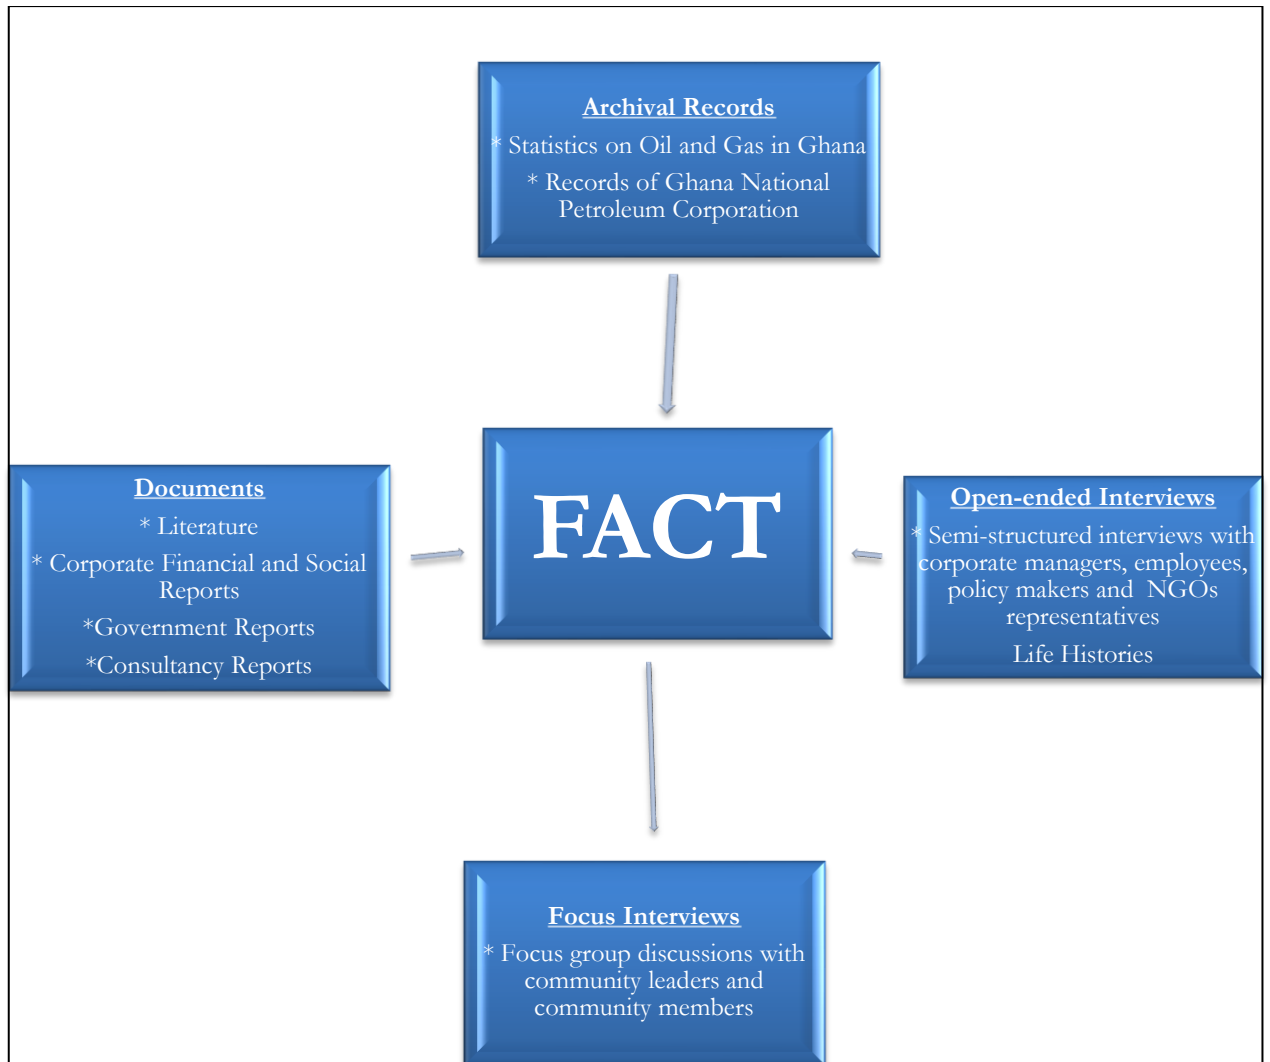 Archival Records
* Statistics on Oil and Gas in Ghana
* Records of Ghana National
Petroleum Corporation
Documents
* Literature
* Corporate Financial and Social
Reports
*Government Reports
*Consultancy Reports
FACT
Open-ended Interviews
* Semi-structured interviews with
corporate managers, employees,
policy makers and  NGOs
representatives
Life Histories
Focus Interviews
* Focus group discussions with
community leaders and
community members